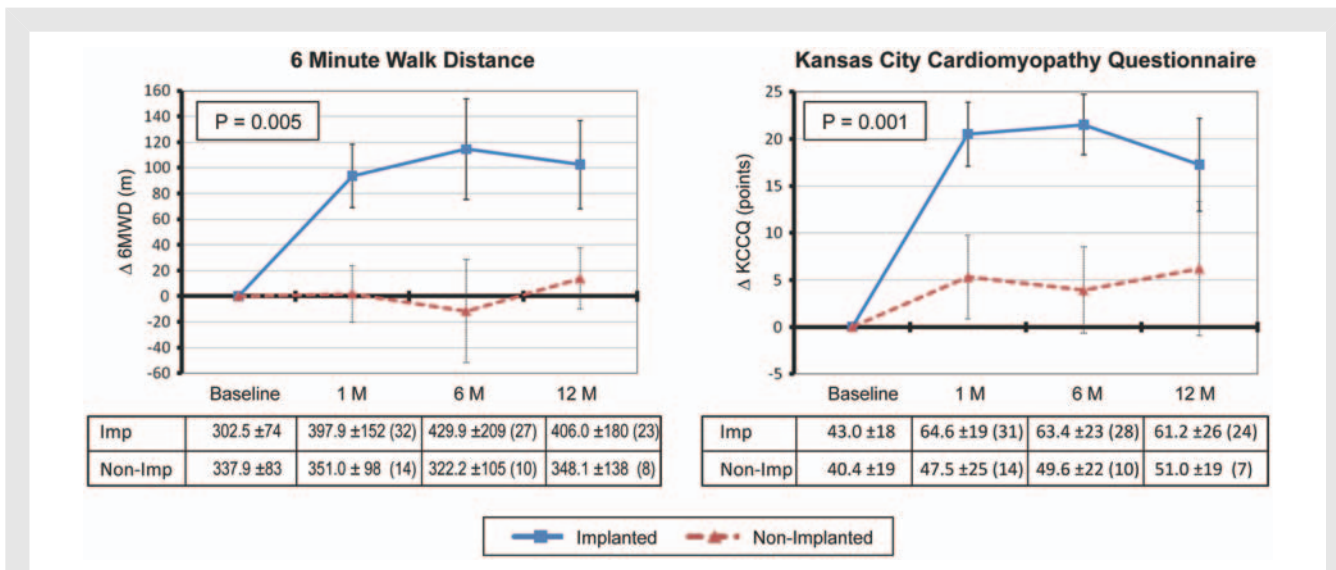 6 Minute Walk Distance
P = 0.005
Δ 6MWD (m)
160
140
120
100
80
60
40
20
0
-20
-40
-60
Baseline 1 M 6 M 12 M
Imp 302.5 ±74 397.9 ±152 (32) 429.9 ±209 (27) 406.0 ±180 (23)
Non-Imp 337.9 ±83 351.0 ± 98 (14) 322.2 ±105 (10) 348.1 ±138 (8)
Kansas City Cardiomyopathy Questionnaire
P = 0.001
Δ KCCQ (points)
25
20
15
10
5
0
-5
Baseline 1 M 6 M 12 M
Imp 43.0 ±18 64.6 ±19 (31) 63.4 ±23 (28) 61.2 ±26 (24)
Non-Imp 40.4 ±19 47.5 ±25 (14) 49.6 ±22 (10) 51.0 ±19 (7)
Implanted Non-Implanted